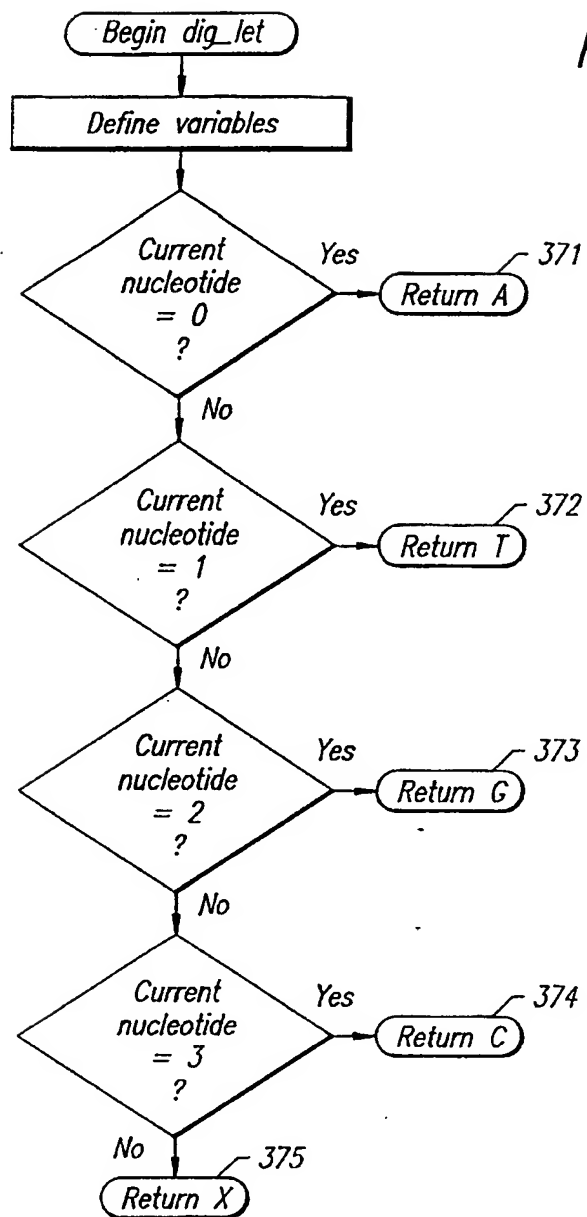 Begin dig_let
Define variables
Current
nucleotide
= 0
?
Yes
371
Return A
No
Current
nucleotide
= 1
?
Yes
372
Return T
No
Current
nucleotide
= 2
?
Yes
373
Return G
No
Current
nucleotide
= 3
?
Yes
374
Return C
No
375
Return X